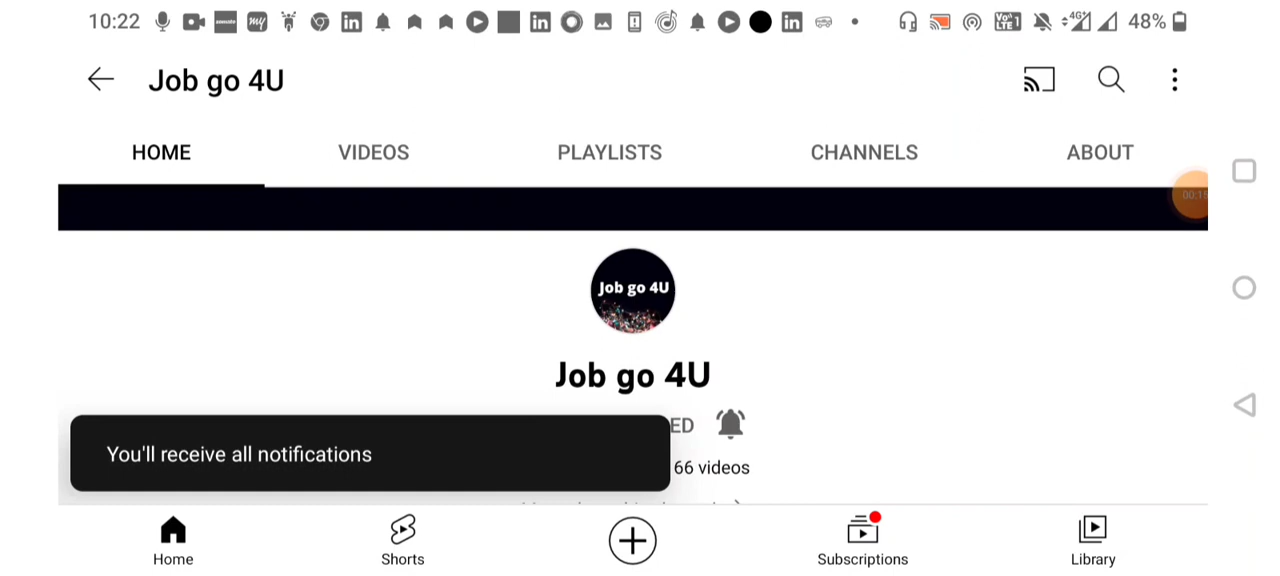 10:22 48%
Job go 4U
HOME VIDEOS PLAYLISTS CHANNELS ABOUT
Job go 4U
Job go 4U
ED
66 videos
You'll receive all notifications
Home Shorts Subscriptions Library